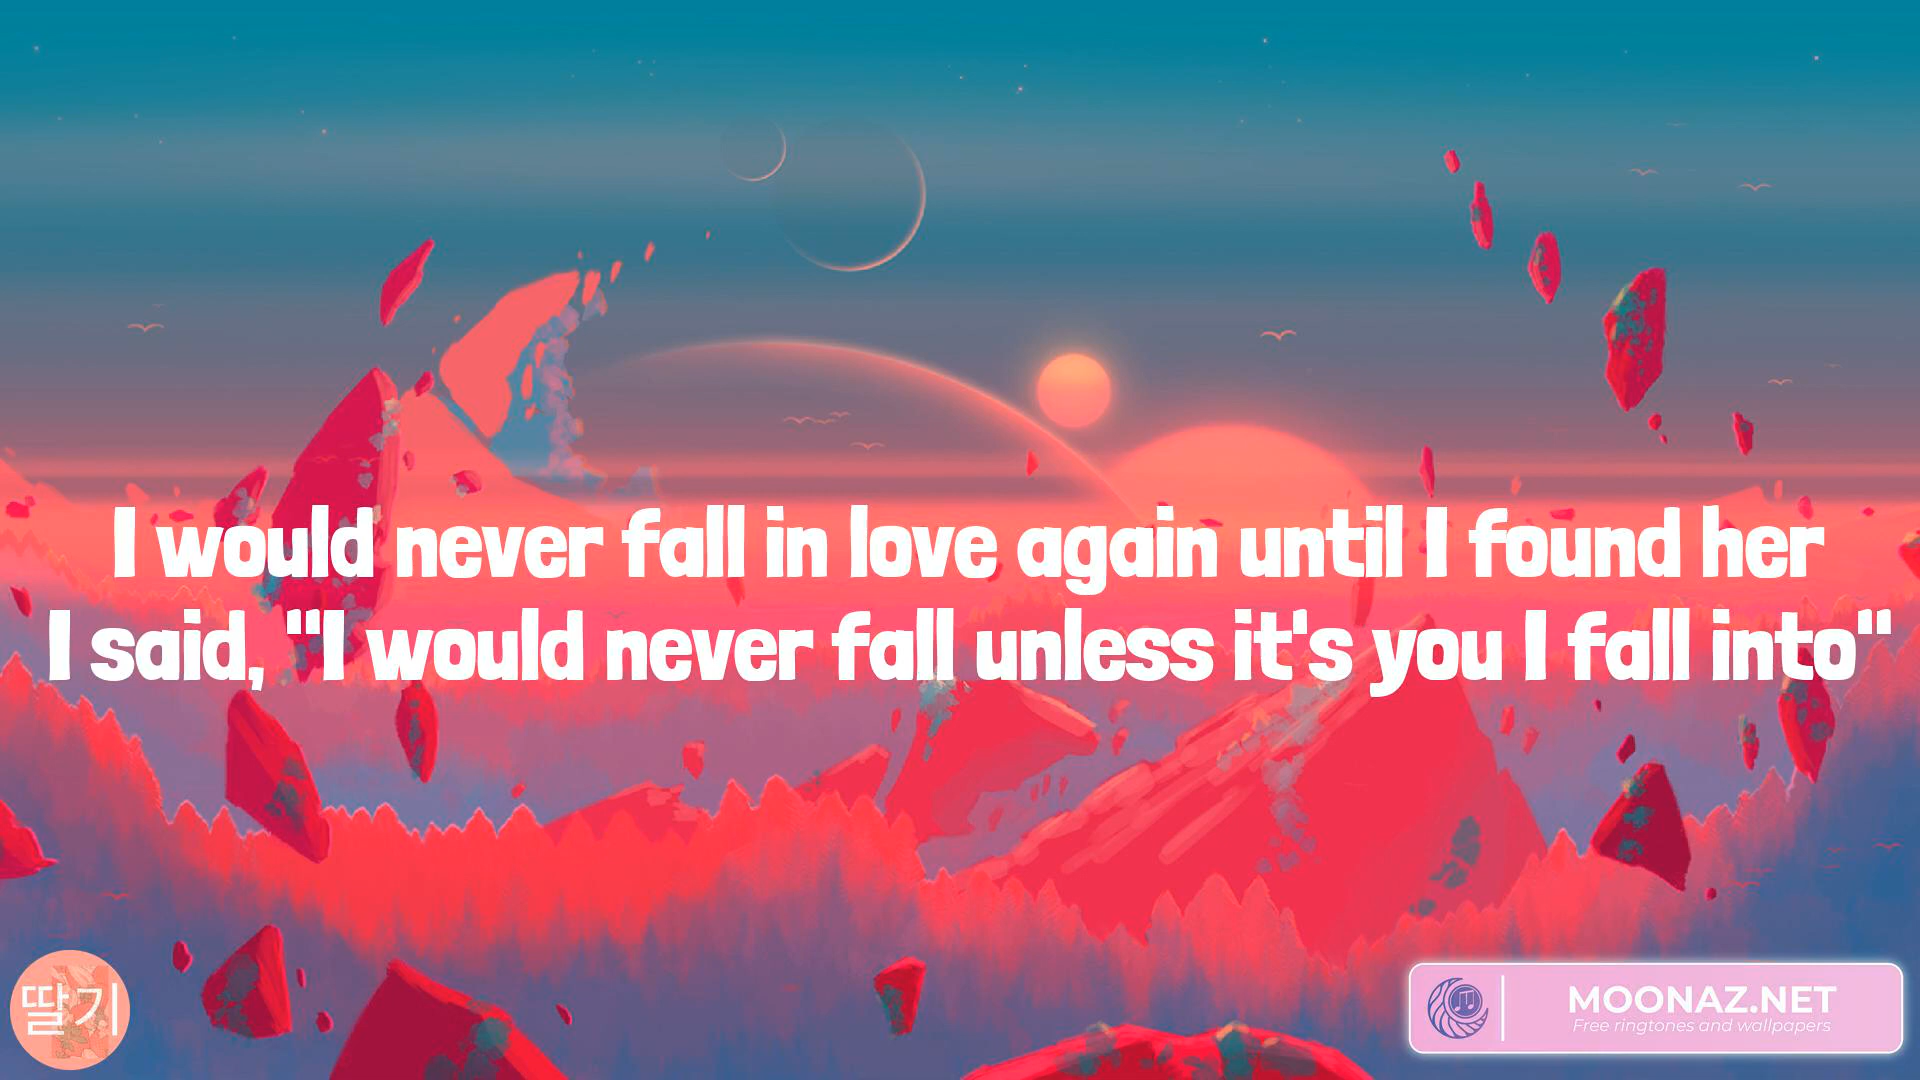 I would never fall in love again until I found her
I said, "I would never fall unless it's you I fall into"
딸기
MOONAZ.NET
Free ringtones and wallpapers